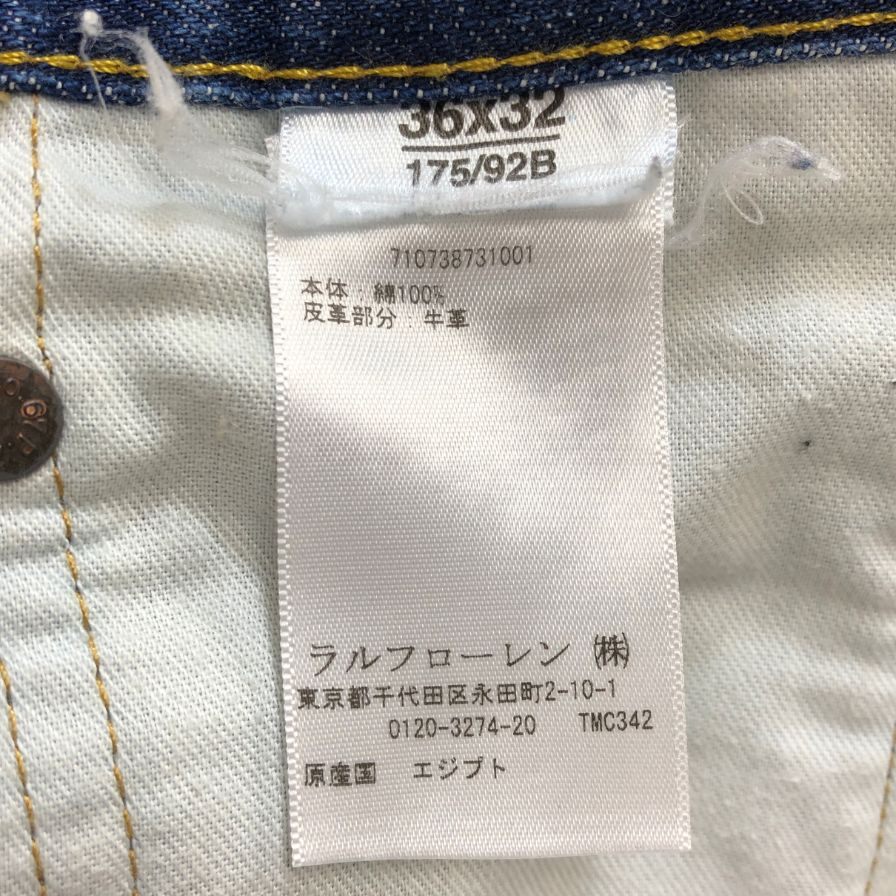 36x32
175/92B
710738731001
本体:綿100%
皮革部分:牛革
ラルフローレン ㈱
東京都千代田区永田町2-10-1
0120-3274-20 TMC342
原産国 エジプト